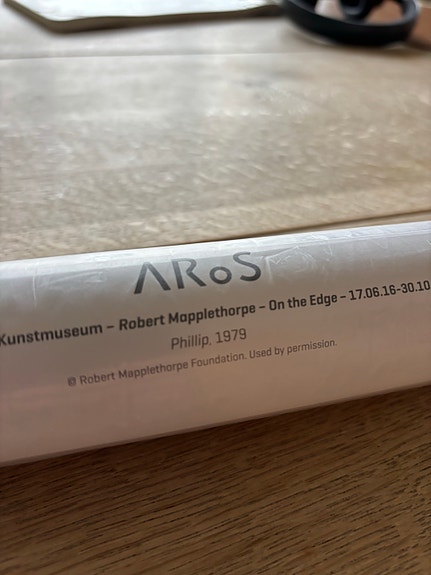 ARoS
Kunstmuseum – Robert Mapplethorpe – On the Edge – 17.06.16-30.10
Phillip, 1979
© Robert Mapplethorpe Foundation. Used by permission.